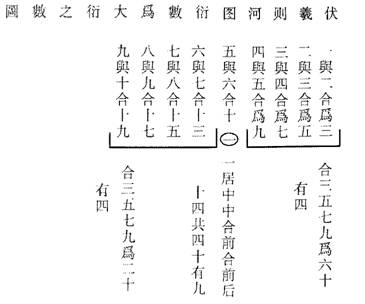 伏羲则河图衍數爲大衍之數圖
一與二合爲三
二與三合爲五
三與四合爲七
四與五合爲九
五與六合十
一
六與七合十三
七與八合十五
八與九合十七
九與十合十九
合三五七九爲六十
有四
一居中中合前合前后
十四共四十有九
合三五七九爲二十
有四